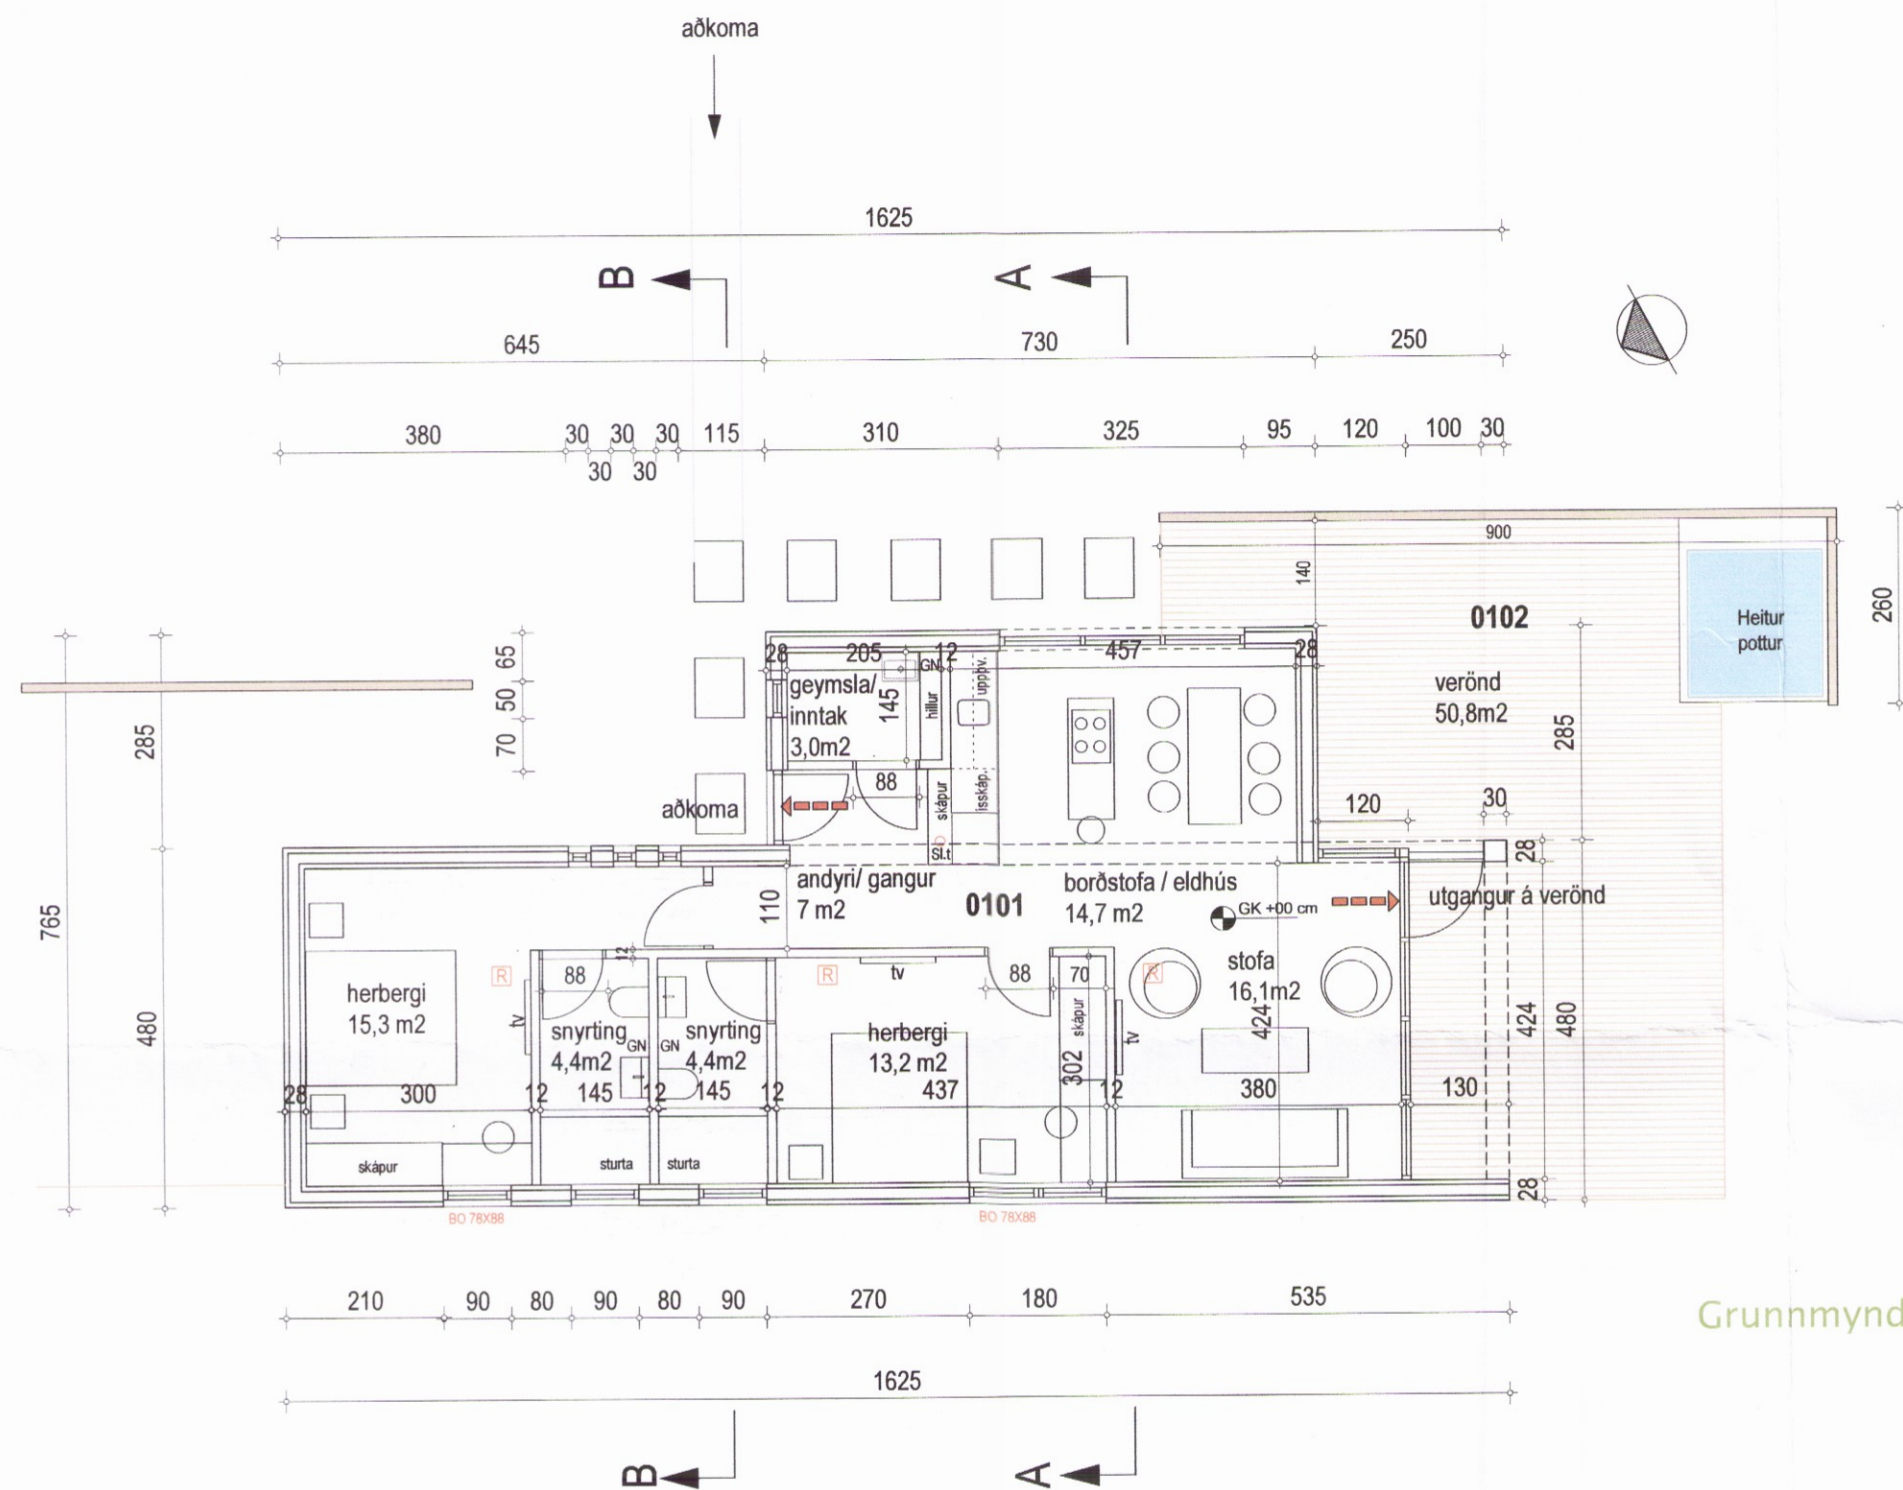 aðkoma
1625
B
A
645
730
250
380
30
30
30
115
310
325
95
120
100
30
30
30
900
140
0102
Heitur
pottur
260
verönd
50,8m2
285
65
50
70
285
28
205
12
457
28
GN
upppv.
geymsla/
inntak
3,0m2
145
hillur
88
skápur
ísskáp.
Sl.t
aðkoma
120
30
28
andyri/ gangur
7 m2
110
0101
borðstofa / eldhús
14,7 m2
GK +00 cm
utgangur á verönd
765
480
12
R
R
R
88
tv
88
70
stofa
16,1m2
herbergi
15,3 m2
tv
snyrting
4,4m2
GN
GN
snyrting
4,4m2
herbergi
13,2 m2
skápur
302
tv
424
424
480
28
300
12
145
12
145
12
437
12
380
130
skápur
sturta
sturta
28
BO 78X88
BO 78X88
210
90
80
90
80
90
270
180
535
Grunnmynd
1625
B
A